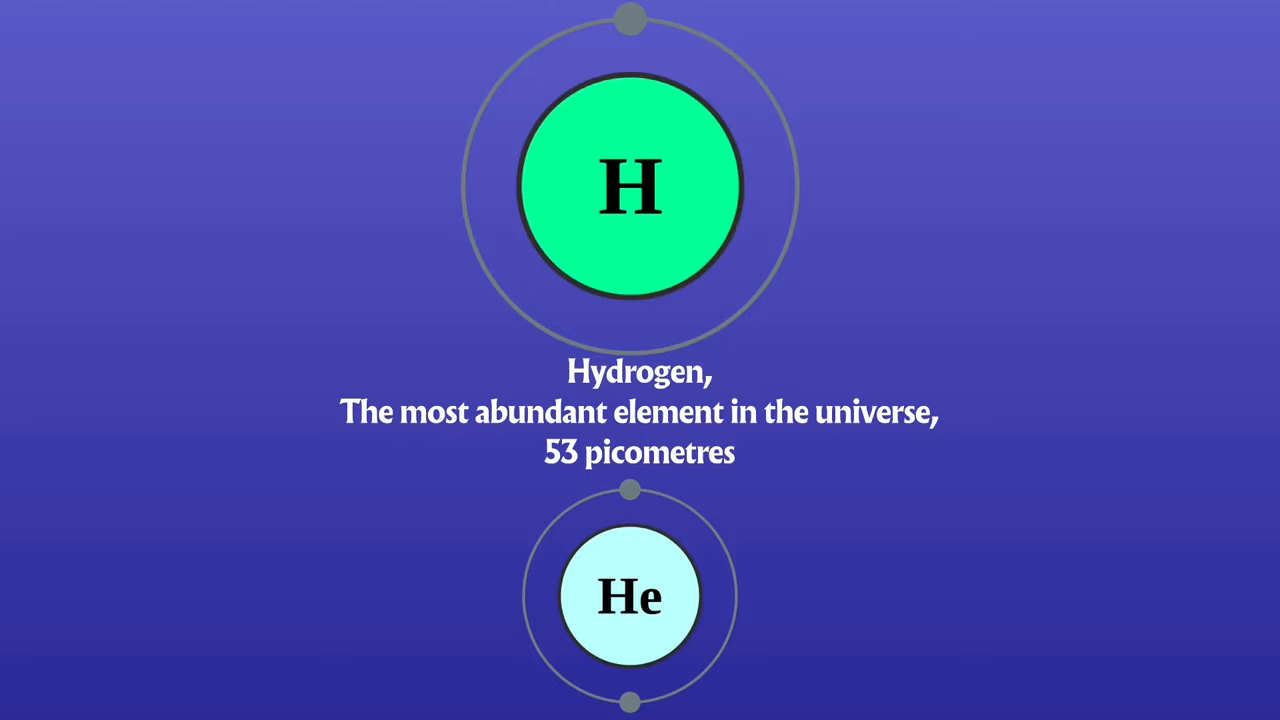 H
Hydrogen,
The most abundant element in the universe,
53 picometres
He